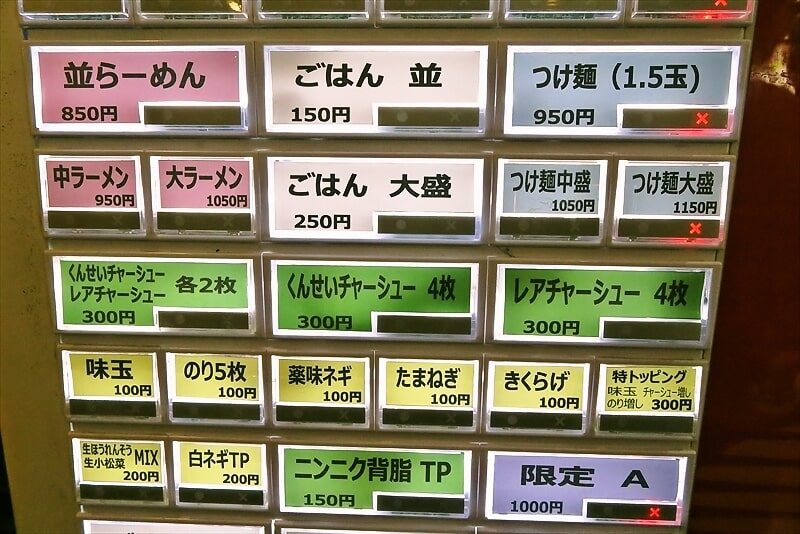 並らーめん
850円
ごはん 並
150円
つけ麺 (1.5玉)
950円
中ラーメン
950円
大ラーメン
1050円
ごはん 大盛
250円
つけ麺中盛
1050円
つけ麺大盛
1150円
くんせいチャーシュー
レアチャーシュー 各2枚
300円
くんせいチャーシュー 4枚
300円
レアチャーシュー 4枚
300円
味玉
100円
のり5枚
100円
薬味ネギ
100円
たまねぎ
100円
きくらげ
100円
特トッピング
味玉 チャーシュー増し
のり増し 300円
生ほうれんそう
生小松菜 MIX
200円
白ネギTP
200円
ニンニク背脂 TP
150円
限定 A
1000円